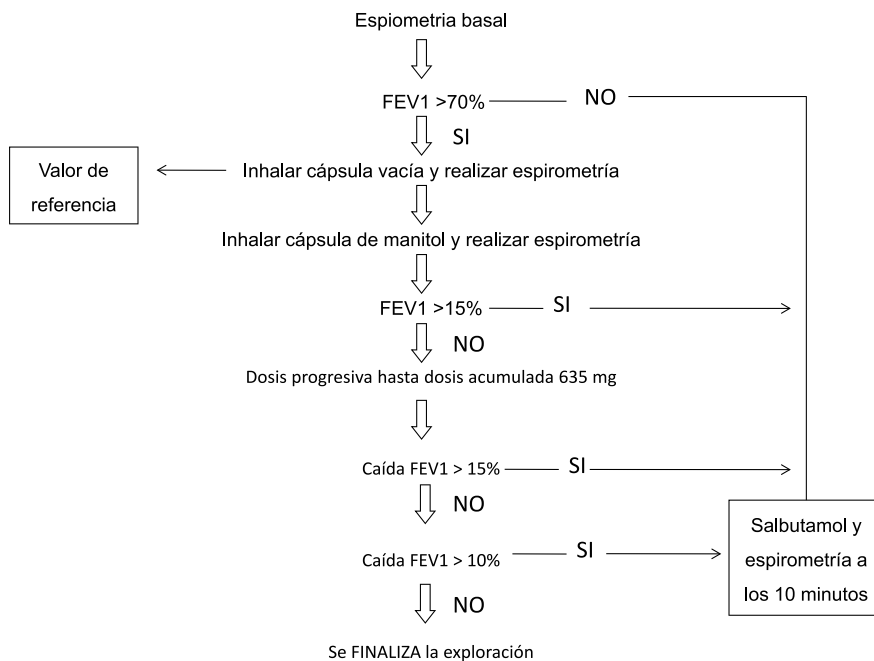 Espiometria basal
FEV1 >70%
NO
SI
Valor de
referencia
Inhalar cápsula vacía y realizar espirometría
Inhalar cápsula de manitol y realizar espirometría
FEV1 >15%
SI
NO
Dosis progresiva hasta dosis acumulada 635 mg
Caída FEV1 > 15%
SI
NO
Caída FEV1 > 10%
SI
Salbutamol y
espirometría a
los 10 minutos
NO
Se FINALIZA la exploración